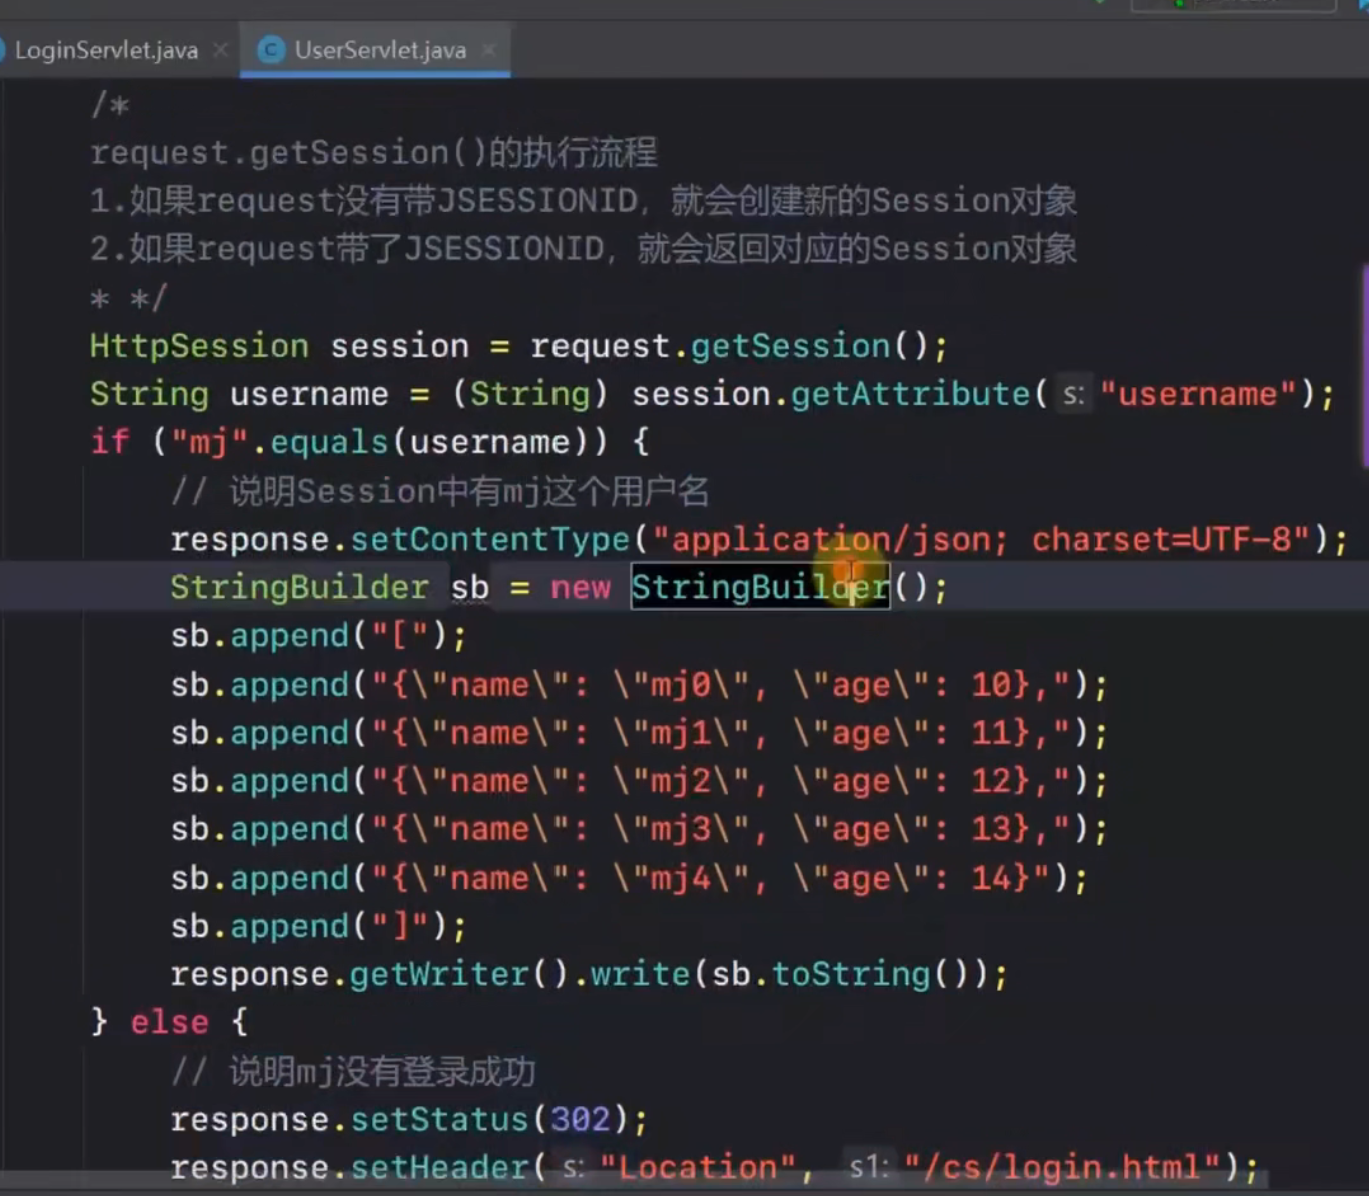 LoginServlet.java × C UserServlet.java ×
/*
request.getSession()的执行流程
1.如果request没有带JSESSIONID，就会创建新的Session对象
2.如果request带了JSESSIONID，就会返回对应的Session对象
* */
HttpSession session = request.getSession();
String username = (String) session.getAttribute( s: "username");
if ("mj".equals(username)) {
// 说明Session中有mj这个用户名
response.setContentType("application/json; charset=UTF-8");
StringBuilder sb = new StringBuilder();
sb.append("[");
sb.append("{\"name\": \"mj0\", \"age\": 10},");
sb.append("{\"name\": \"mj1\", \"age\": 11},");
sb.append("{\"name\": \"mj2\", \"age\": 12},");
sb.append("{\"name\": \"mj3\", \"age\": 13},");
sb.append("{\"name\": \"mj4\", \"age\": 14}");
sb.append("]");
response.getWriter().write(sb.toString());
} else {
// 说明mj没有登录成功
response.setStatus(302);
response.setHeader( s: "Location", s1: "/cs/login.html");